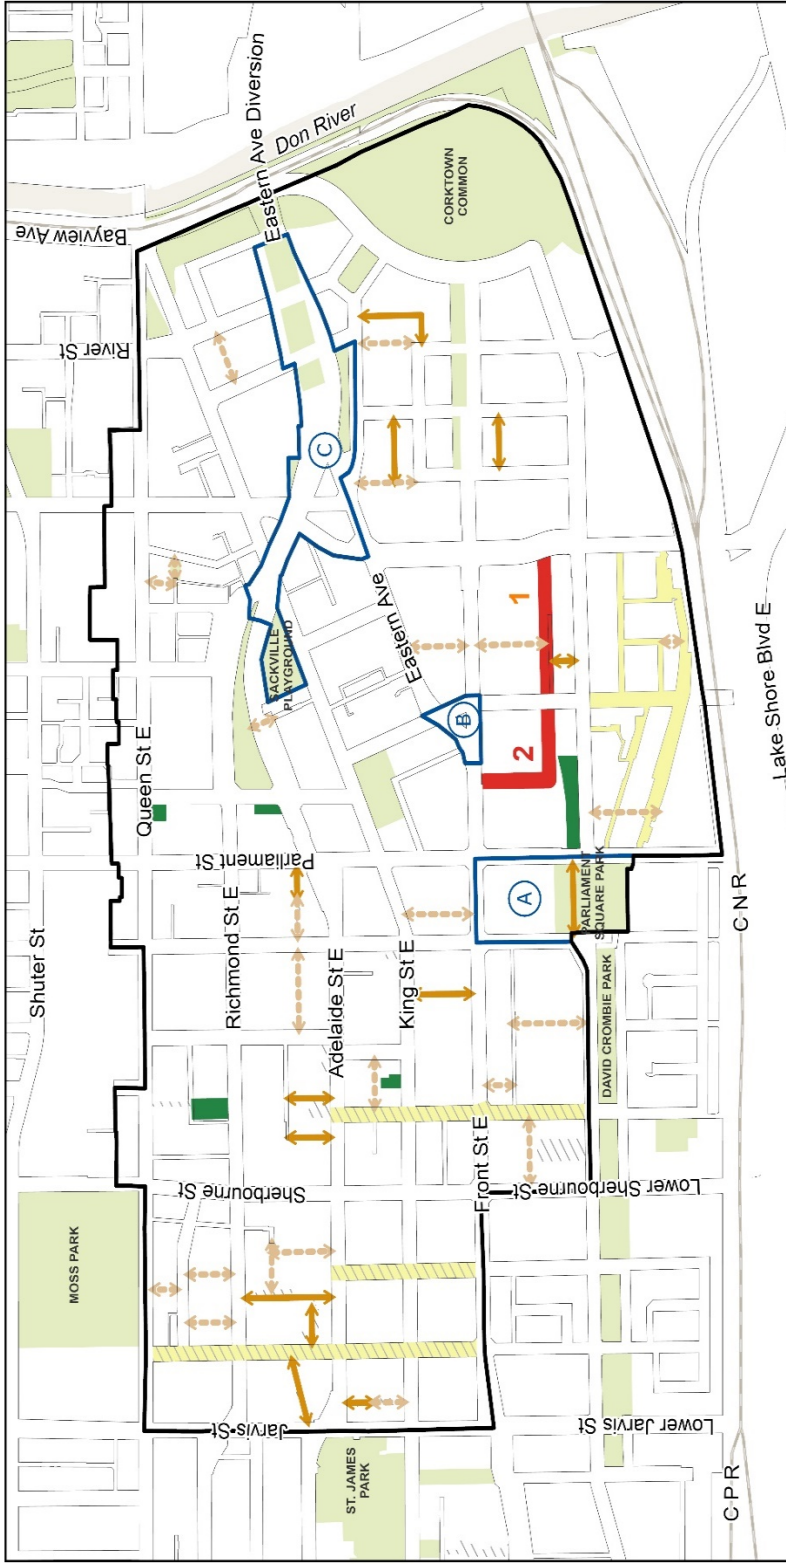 Shuter St
MOSS PARK
Queen St E
River St
Bayview Ave
Don River
Eastern Ave Diversion
Richmond St E
Parliament St
SACKVILLE
PLAYGROUND
Sherbourne St
Jarvis St
Adelaide St E
ST. JAMES
PARK
King St E
Eastern Ave
C
B
CORKTOWN
COMMON
Front St E
A
2
1
PARLIAMENT
SQUARE PARK
DAVID CROMBIE PARK
Lower Sherbourne St
Lower Jarvis St
C P R
C N R
Lake Shore Blvd E